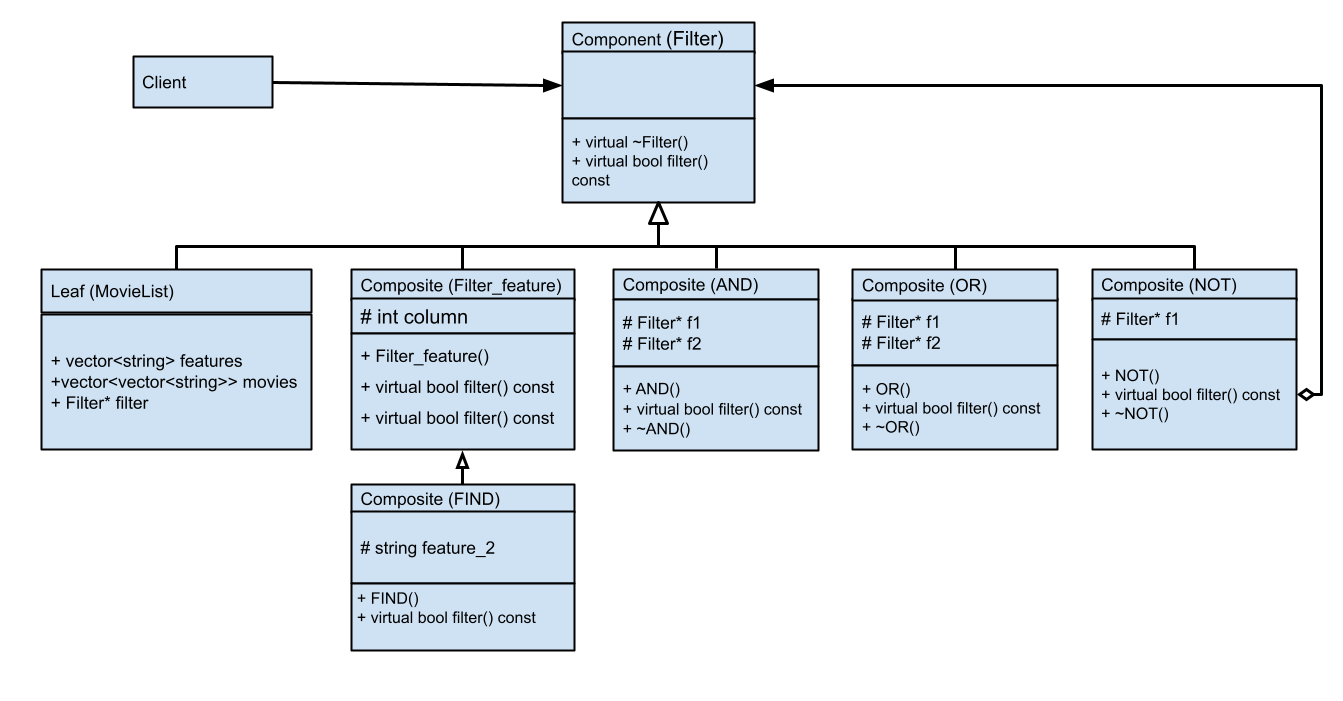 Component (Filter)
Client
+ virtual ~Filter()
+ virtual bool filter()
const
Leaf (MovieList)
+ vector<string> features
+vector<vector<string>> movies
+ Filter* filter
Composite (Filter_feature)
# int column
+ Filter_feature()
+ virtual bool filter() const
+ virtual bool filter() const
Composite (AND)
# Filter* f1
# Filter* f2
+ AND()
+ virtual bool filter() const
+ ~AND()
Composite (OR)
# Filter* f1
# Filter* f2
+ OR()
+ virtual bool filter() const
+ ~OR()
Composite (NOT)
# Filter* f1
+ NOT()
+ virtual bool filter() const
+ ~NOT()
Composite (FIND)
# string feature_2
+ FIND()
+ virtual bool filter() const